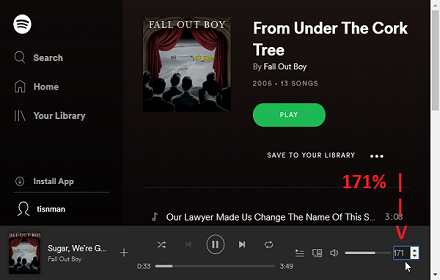 FALL OUT BOY
From Under The Cork
Tree
By Fall Out Boy
2005 • 13 SONGS
PLAY
SAVE TO YOUR LIBRARY
Search
Home
Your Library
Install App
tisnman
171%
Our Lawyer Made Us Change The Name Of This S...
3:08
Sugar, We're G...
Fall Out Boy
0:33
3:49
171